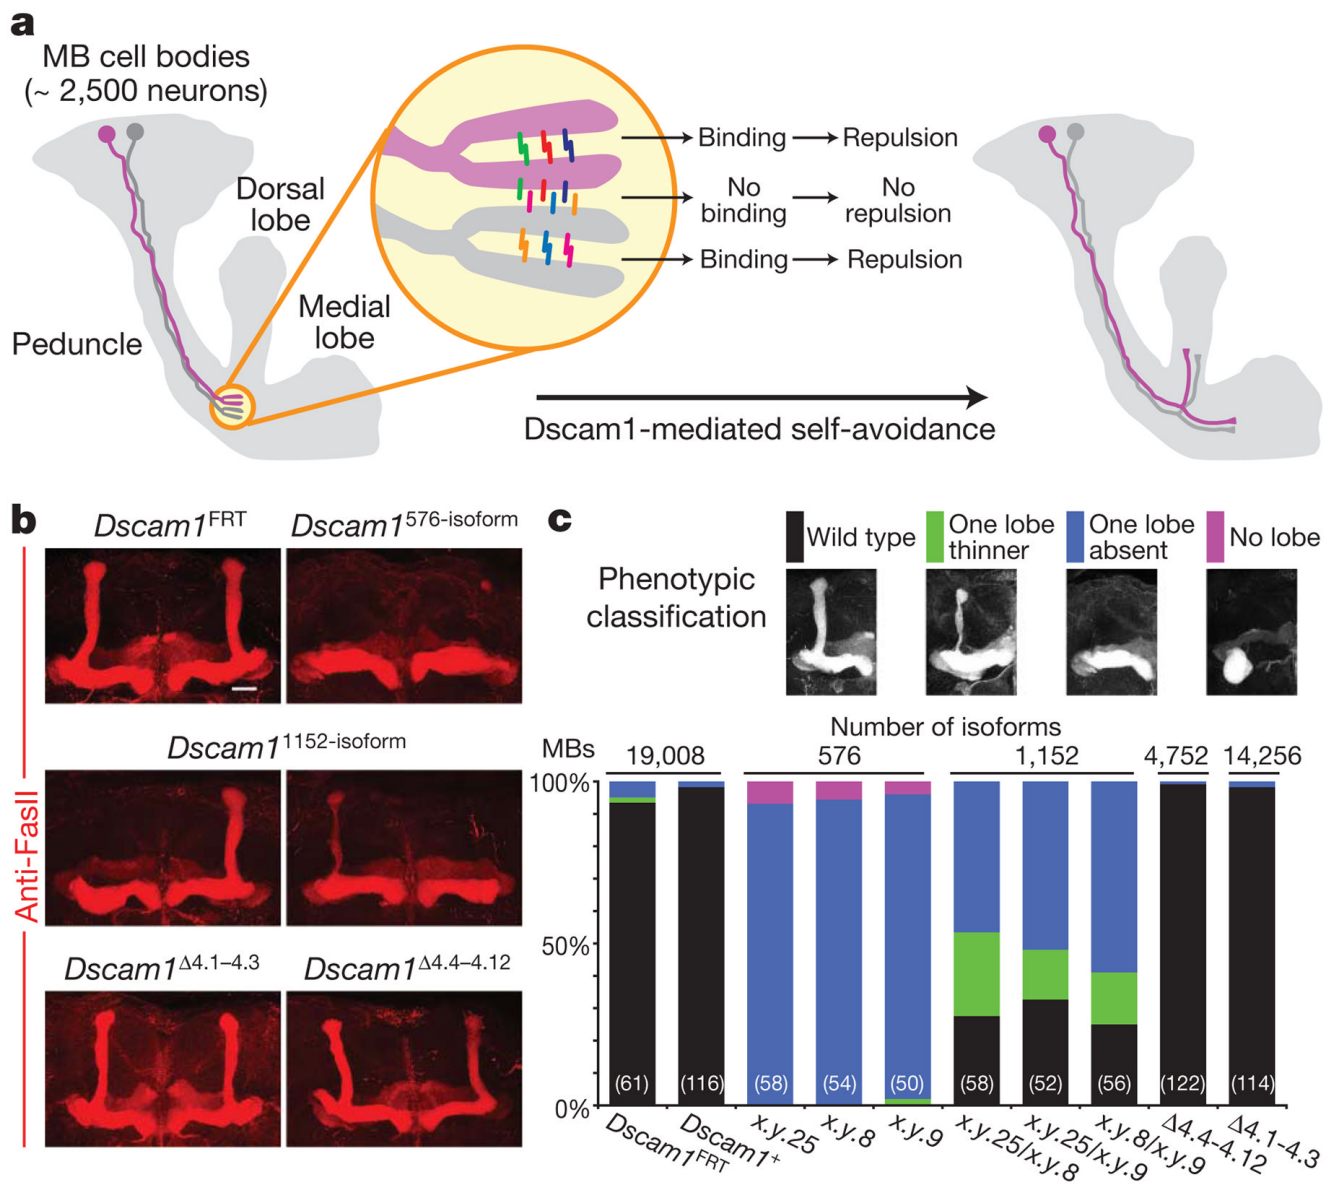 a
MB cell bodies
(~ 2,500 neurons)
Dorsal
lobe
Medial
lobe
Peduncle
Binding
Repulsion
No
binding
No
repulsion
Binding
Repulsion
Dscam1-mediated self-avoidance
b
Anti-FasII
Dscam1FRT
Dscam1576-isoform
Dscam11152-isoform
Dscam1Δ4.1–4.3
Dscam1Δ4.4–4.12
c
Phenotypic
classification
Wild type
One lobe
thinner
One lobe
absent
No lobe
Number of isoforms
MBs
19,008
576
1,152
4,752
14,256
100%
50%
0%
(61)
(116)
(58)
(54)
(50)
(58)
(52)
(56)
(122)
(114)
Dscam1FRT
Dscam1+
x.y.25
x.y.8
x.y.9
x.y.25/x.y.8
x.y.25/x.y.9
x.y.8/x.y.9
Δ4.4-4.12
Δ4.1-4.3